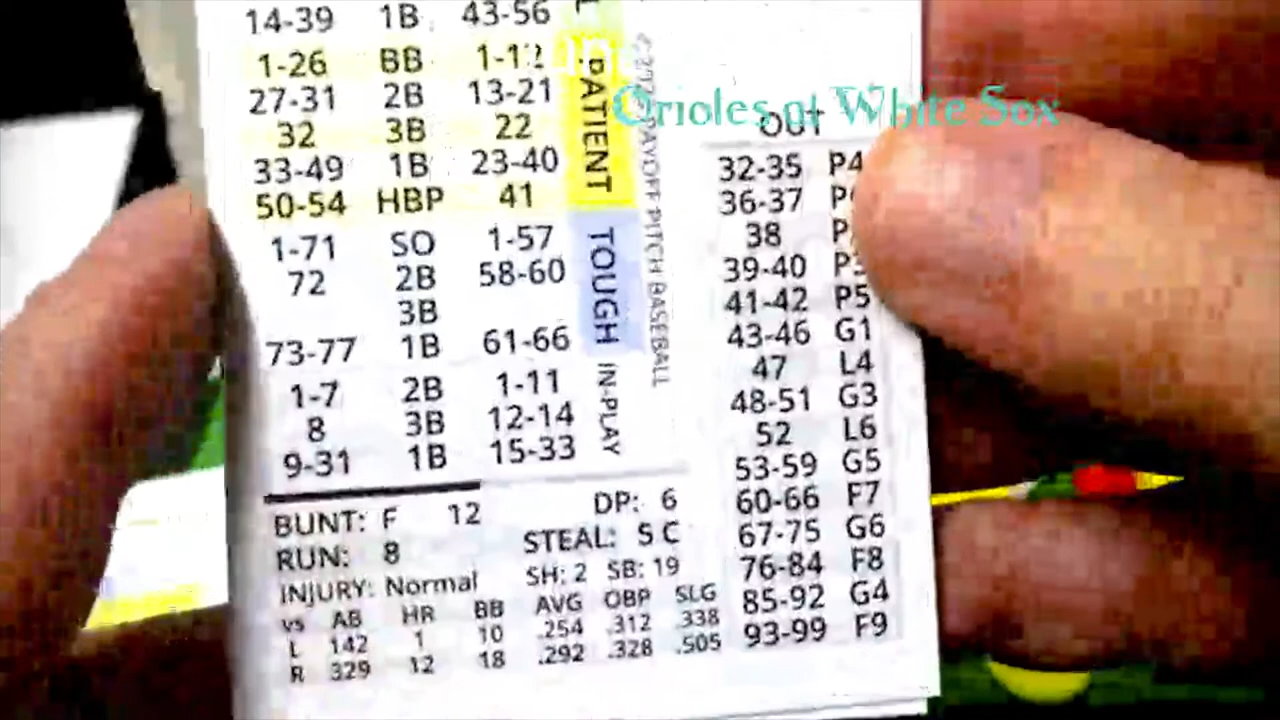 14-39 1B 43-56
1-26 BB 1-12
27-31 2B 13-21
32 3B 22
33-49 1B 23-40
50-54 HBP 41
PATIENT
1-71 SO 1-57
72 2B 58-60
3B
73-77 1B 61-66
TOUGH
1-7 2B 1-11
8 3B 12-14
9-31 1B 15-33
IN-PLAY
PAYOFF PITCH BASEBALL
Orioles at White Sox
OUT
32-35 P4
36-37
38
39-40 P3
41-42 P5
43-46 G1
47 L4
48-51 G3
52 L6
53-59 G5
60-66 F7
67-75 G6
76-84 F8
85-92 G4
93-99 F9
BUNT: F 12 DP: 6
RUN: 8 STEAL: 5 C
INJURY: Normal SH: 2 SB: 19
vs AB HR BB AVG OBP SLG
L 142 1 10 .254 .312 .338
R 329 12 18 .292 .328 .505